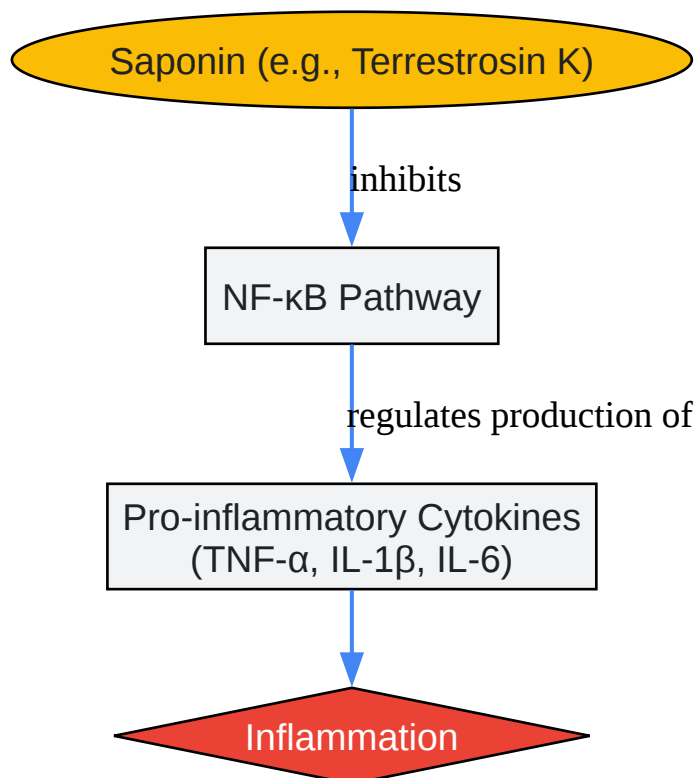 Saponin (e.g., Terrestrosin K)
inhibits
NF-κB Pathway
regulates production of
Pro-inflammatory Cytokines
(TNF-α, IL-1β, IL-6)
Inflammation